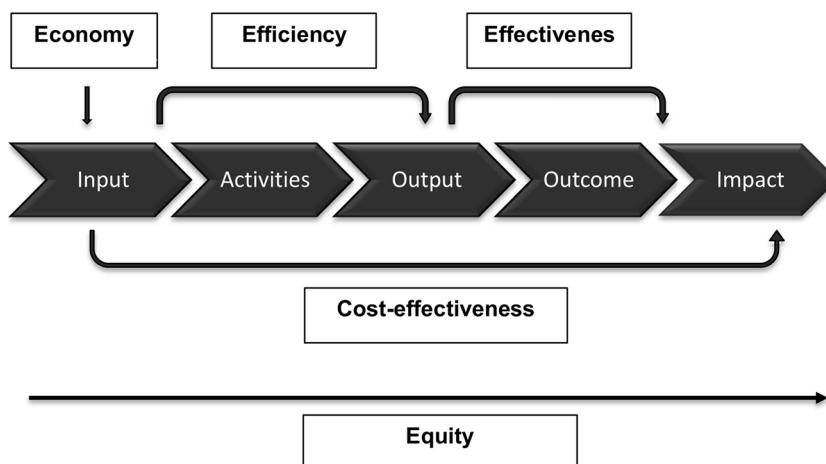 Economy
Efficiency
Effectivenes
Input
Activities
Output
Outcome
Impact
Cost-effectiveness
Equity